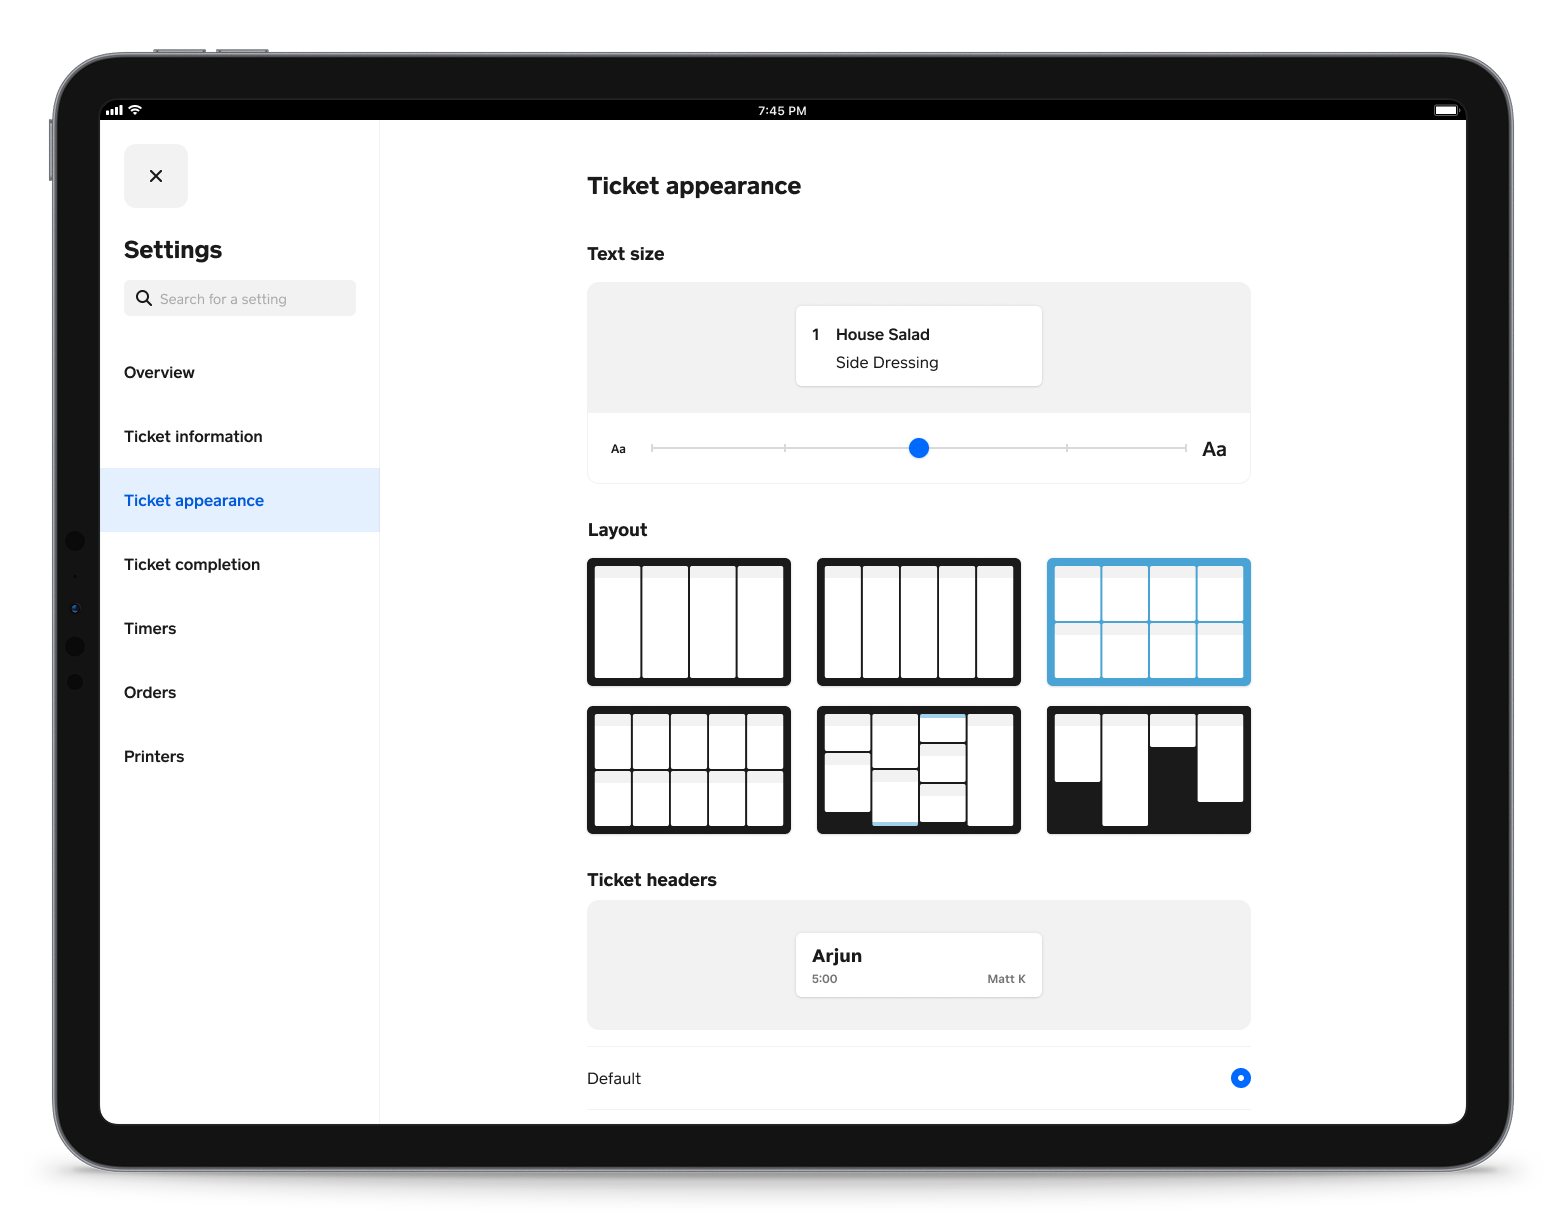 7:45 PM
Settings
Search for a setting
Overview
Ticket information
Ticket appearance
Ticket completion
Timers
Orders
Printers
Ticket appearance
Text size
1 House Salad
Side Dressing
Aa Aa
Layout
Ticket headers
Arjun
5:00 Matt K
Default